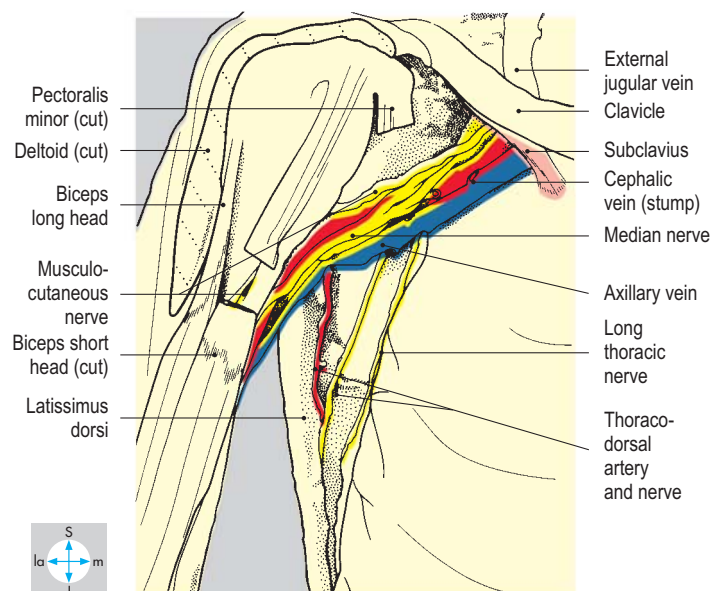 Pectoralis
minor (cut)
Deltoid (cut)
Biceps
long head
Musculo-
cutaneous
nerve
Biceps short
head (cut)
Latissimus
dorsi
External
jugular vein
Clavicle
Subclavius
Cephalic
vein (stump)
Median nerve
Axillary vein
Long
thoracic
nerve
Thoraco-
dorsal
artery
and nerve
S
la m
I